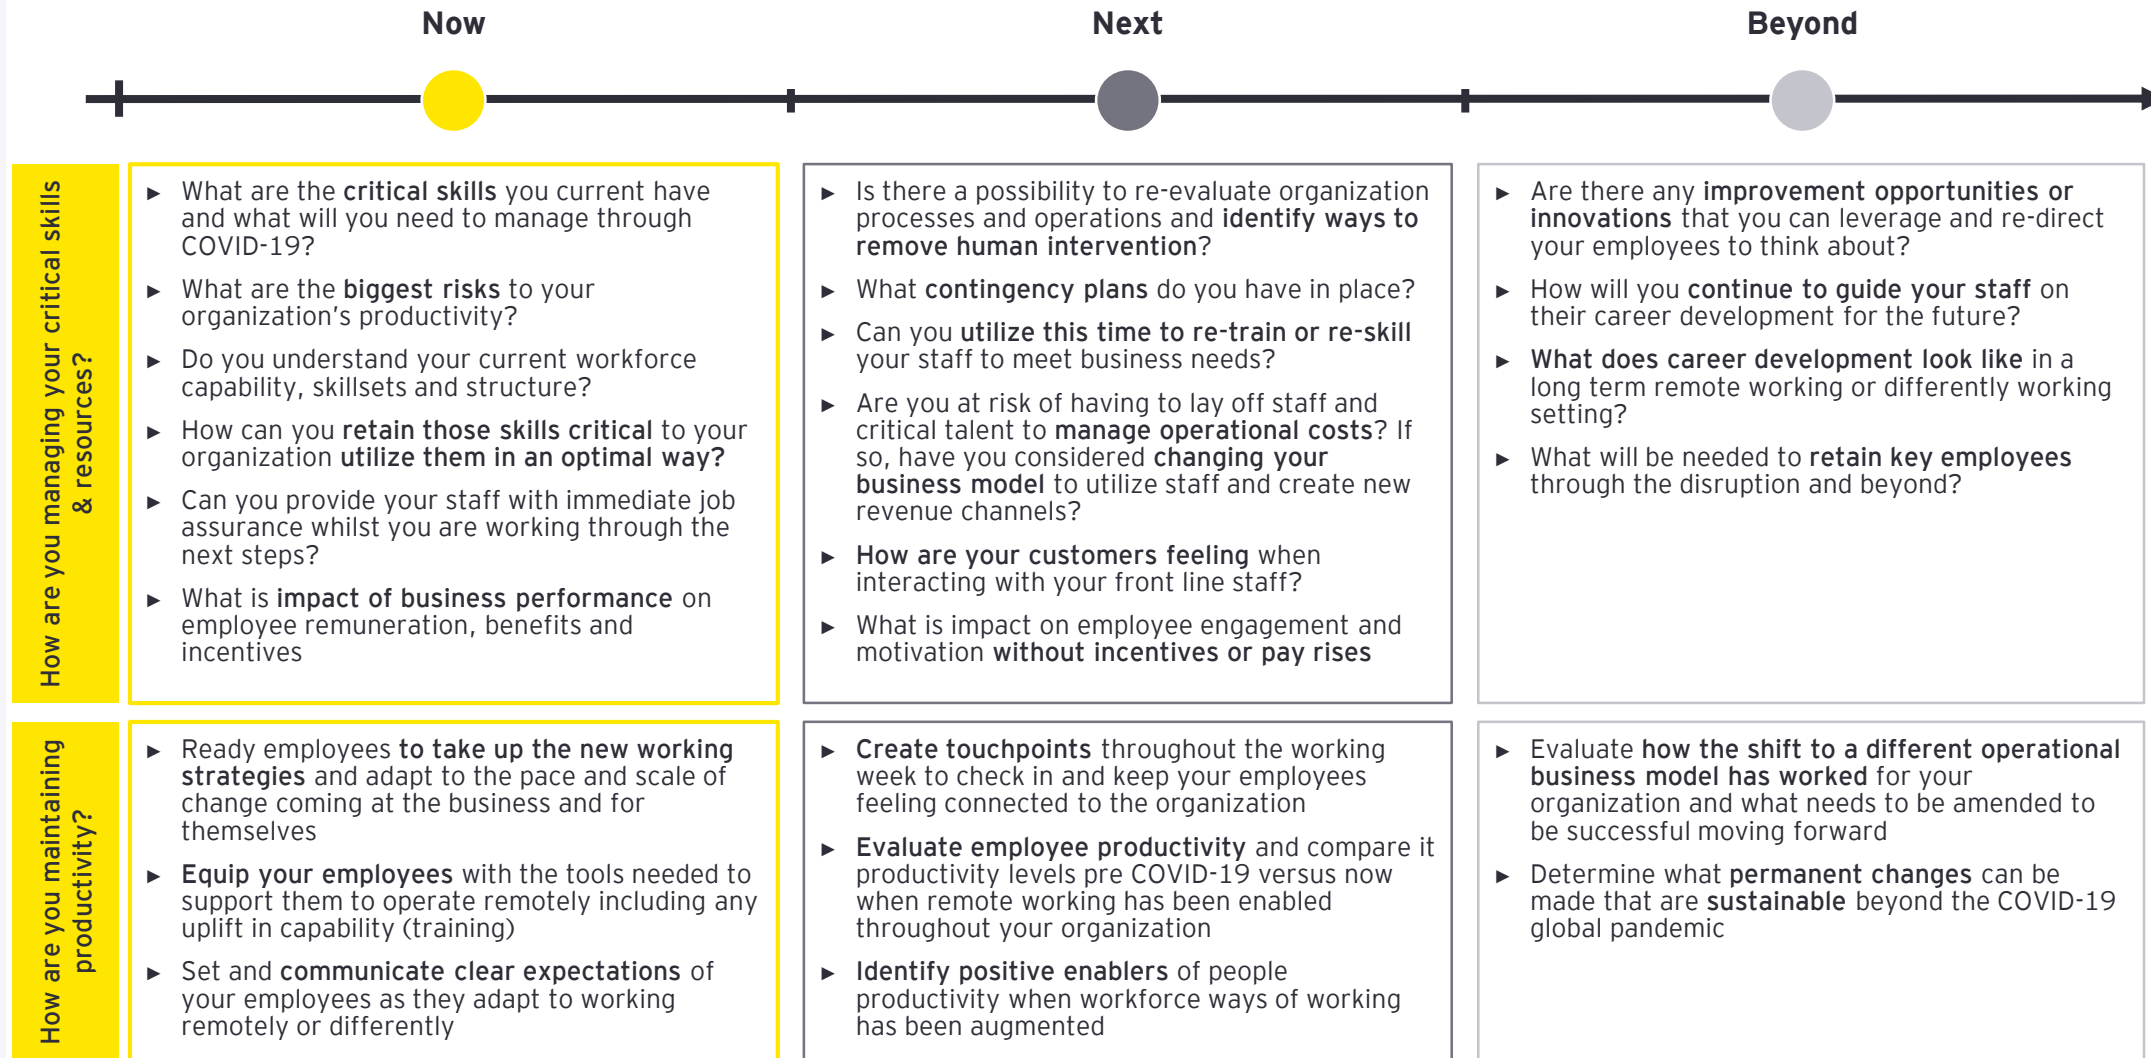 Now
Next
Beyond
How are you managing your critical skills
& resources?
► What are the critical skills you current have
and what will you need to manage through
COVID-19?
► What are the biggest risks to your
organization's productivity?
► Do you understand your current workforce
capability, skillsets and structure?
► How can you retain those skills critical to your
organization utilize them in an optimal way?
► Can you provide your staff with immediate job
assurance whilst you are working through the
next steps?
► What is impact of business performance on
employee remuneration, benefits and
incentives
► Is there a possibility to re-evaluate organization
processes and operations and identify ways to
remove human intervention?
► What contingency plans do you have in place?
► Can you utilize this time to re-train or re-skill
your staff to meet business needs?
► Are you at risk of having to lay off staff and
critical talent to manage operational costs? If
so, have you considered changing your
business model to utilize staff and create new
revenue channels?
► How are your customers feeling when
interacting with your front line staff?
► What is impact on employee engagement and
motivation without incentives or pay rises
► Are there any improvement opportunities or
innovations that you can leverage and re-direct
your employees to think about?
► How will you continue to guide your staff on
their career development for the future?
► What does career development look like in a
long term remote working or differently working
setting?
► What will be needed to retain key employees
through the disruption and beyond?
How are you maintaining
productivity?
► Ready employees to take up the new working
strategies and adapt to the pace and scale of
change coming at the business and for
themselves
► Equip your employees with the tools needed to
support them to operate remotely including any
uplift in capability (training)
► Set and communicate clear expectations of
your employees as they adapt to working
remotely or differently
► Create touchpoints throughout the working
week to check in and keep your employees
feeling connected to the organization
► Evaluate employee productivity and compare it
productivity levels pre COVID-19 versus now
when remote working has been enabled
throughout your organization
► Identify positive enablers of people
productivity when workforce ways of working
has been augmented
► Evaluate how the shift to a different operational
business model has worked for your
organization and what needs to be amended to
be successful moving forward
► Determine what permanent changes can be
made that are sustainable beyond the COVID-19
global pandemic